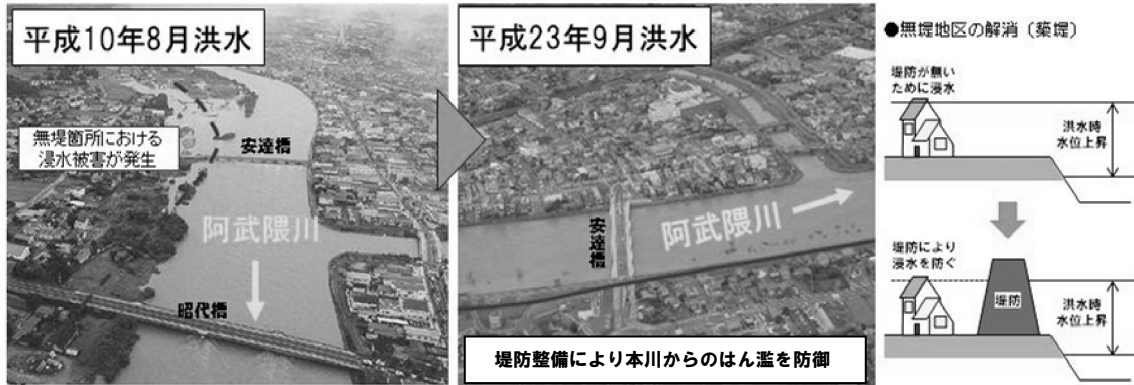 平成10年8月洪水
無堤箇所における
浸水被害が発生
安達橋
阿武隈川
昭代橋
平成23年9月洪水
安達橋
阿武隈川
堤防整備により本川からのはん濫を防御
●無堤地区の解消（築堤）
堤防が無い
ために浸水
洪水時
水位上昇
堤防により
浸水を防ぐ
堤防
洪水時
水位上昇